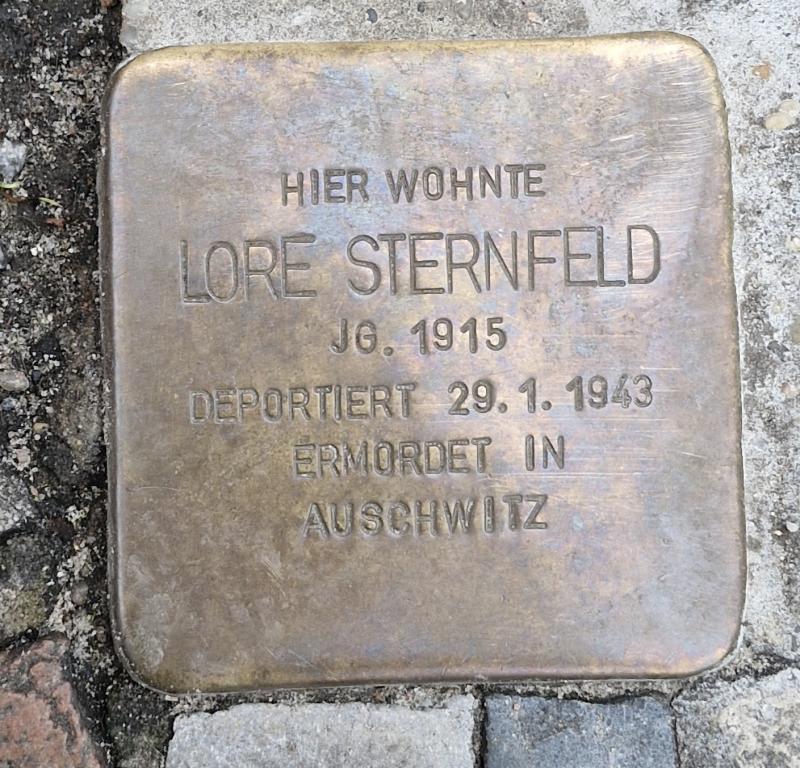 HIER WOHNTE
LORE STERNFELD
JG. 1915
DEPORTIERT 29.1.1943
ERMORDET IN
AUSCHWITZ